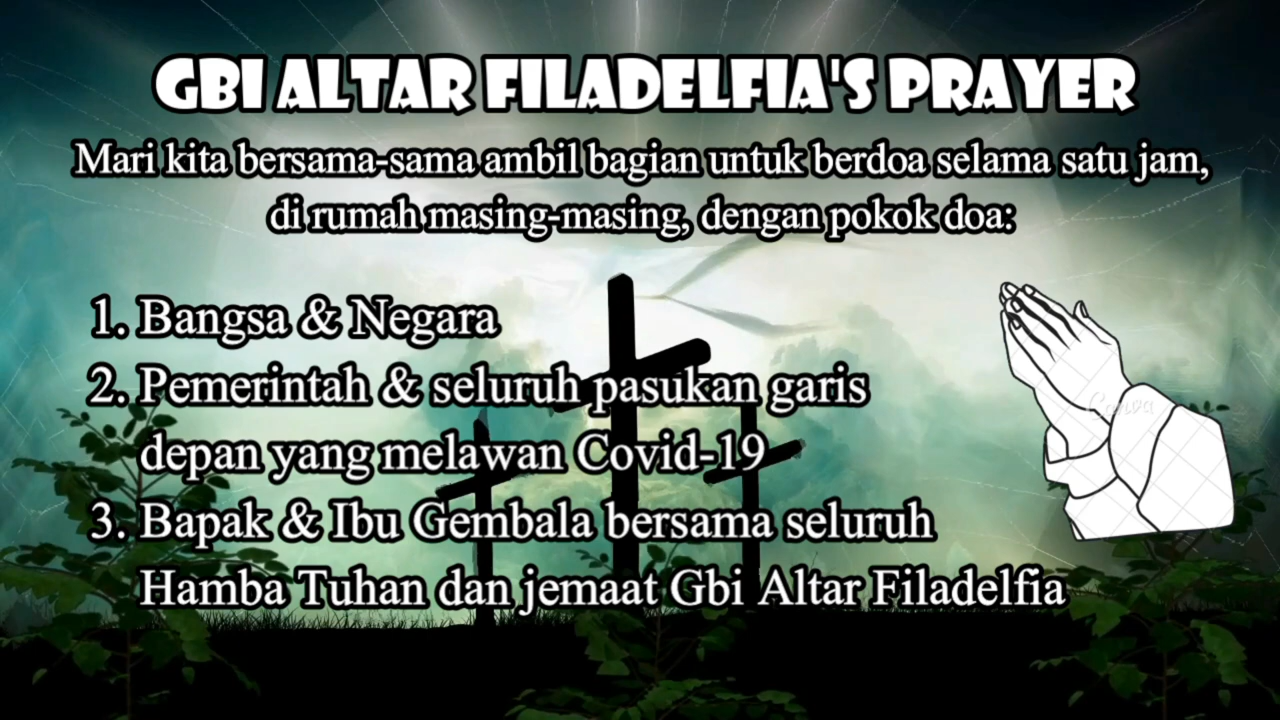 GBI ALTAR FILADELFIA'S PRAYER
Mari kita bersama-sama ambil bagian untuk berdoa selama satu jam,
di rumah masing-masing, dengan pokok doa:
1. Bangsa & Negara
2. Pemerintah & seluruh pasukan garis
depan yang melawan Covid-19
3. Bapak & Ibu Gembala bersama seluruh
Hamba Tuhan dan jemaat Gbi Altar Filadelfia
Canva